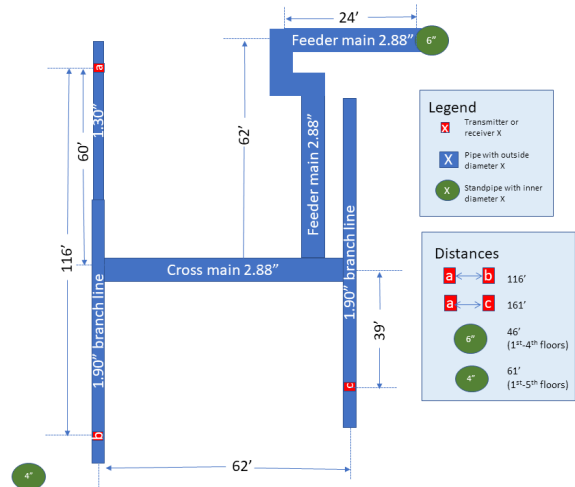 24’
Feeder main 2.88”
6”
a
1.30”
62’
60’
116’
Feeder main 2.88”
Cross main 2.88”
1.90” branch line
1.90” branch line
39’
c
b
62’
4”
Legend
X Transmitter or
receiver X
X Pipe with outside
diameter X
X Standpipe with inner
diameter X
Distances
a b 116’
a c 161’
6” 46’
(1st-4th floors)
4” 61’
(1st-5th floors)